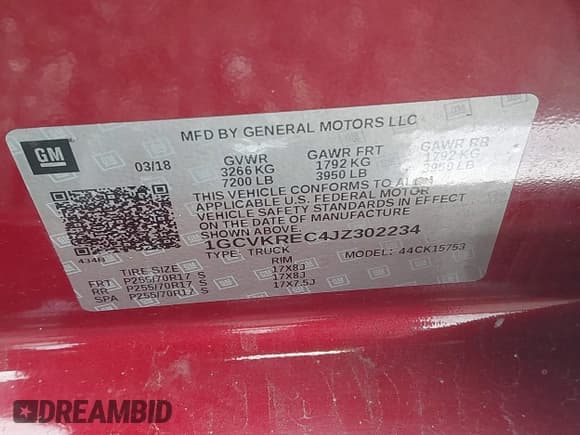 MFD BY GENERAL MOTORS LLC
GM
03/18
GVWR
3266 KG
7200 LB
GAWR FRT
1792 KG
3950 LB
GAWR RR
1792 KG
3950 LB
THIS VEHICLE CONFORMS TO ALL
APPLICABLE U.S. FEDERAL MOTOR
VEHICLE SAFETY STANDARDS IN EFFECT
ON THE DATE OF MANUFACTURE
SHOWN ABOVE.
1GCVKREC4JZ302234
TYPE: TRUCK
MODEL: 44CK15753
TIRE SIZE RIM
FRT P255/70R17 S 17X8J
RR P255/70R17 S 17X8J
SPA P255/70R17 S 17X7.5J
DREAMBID